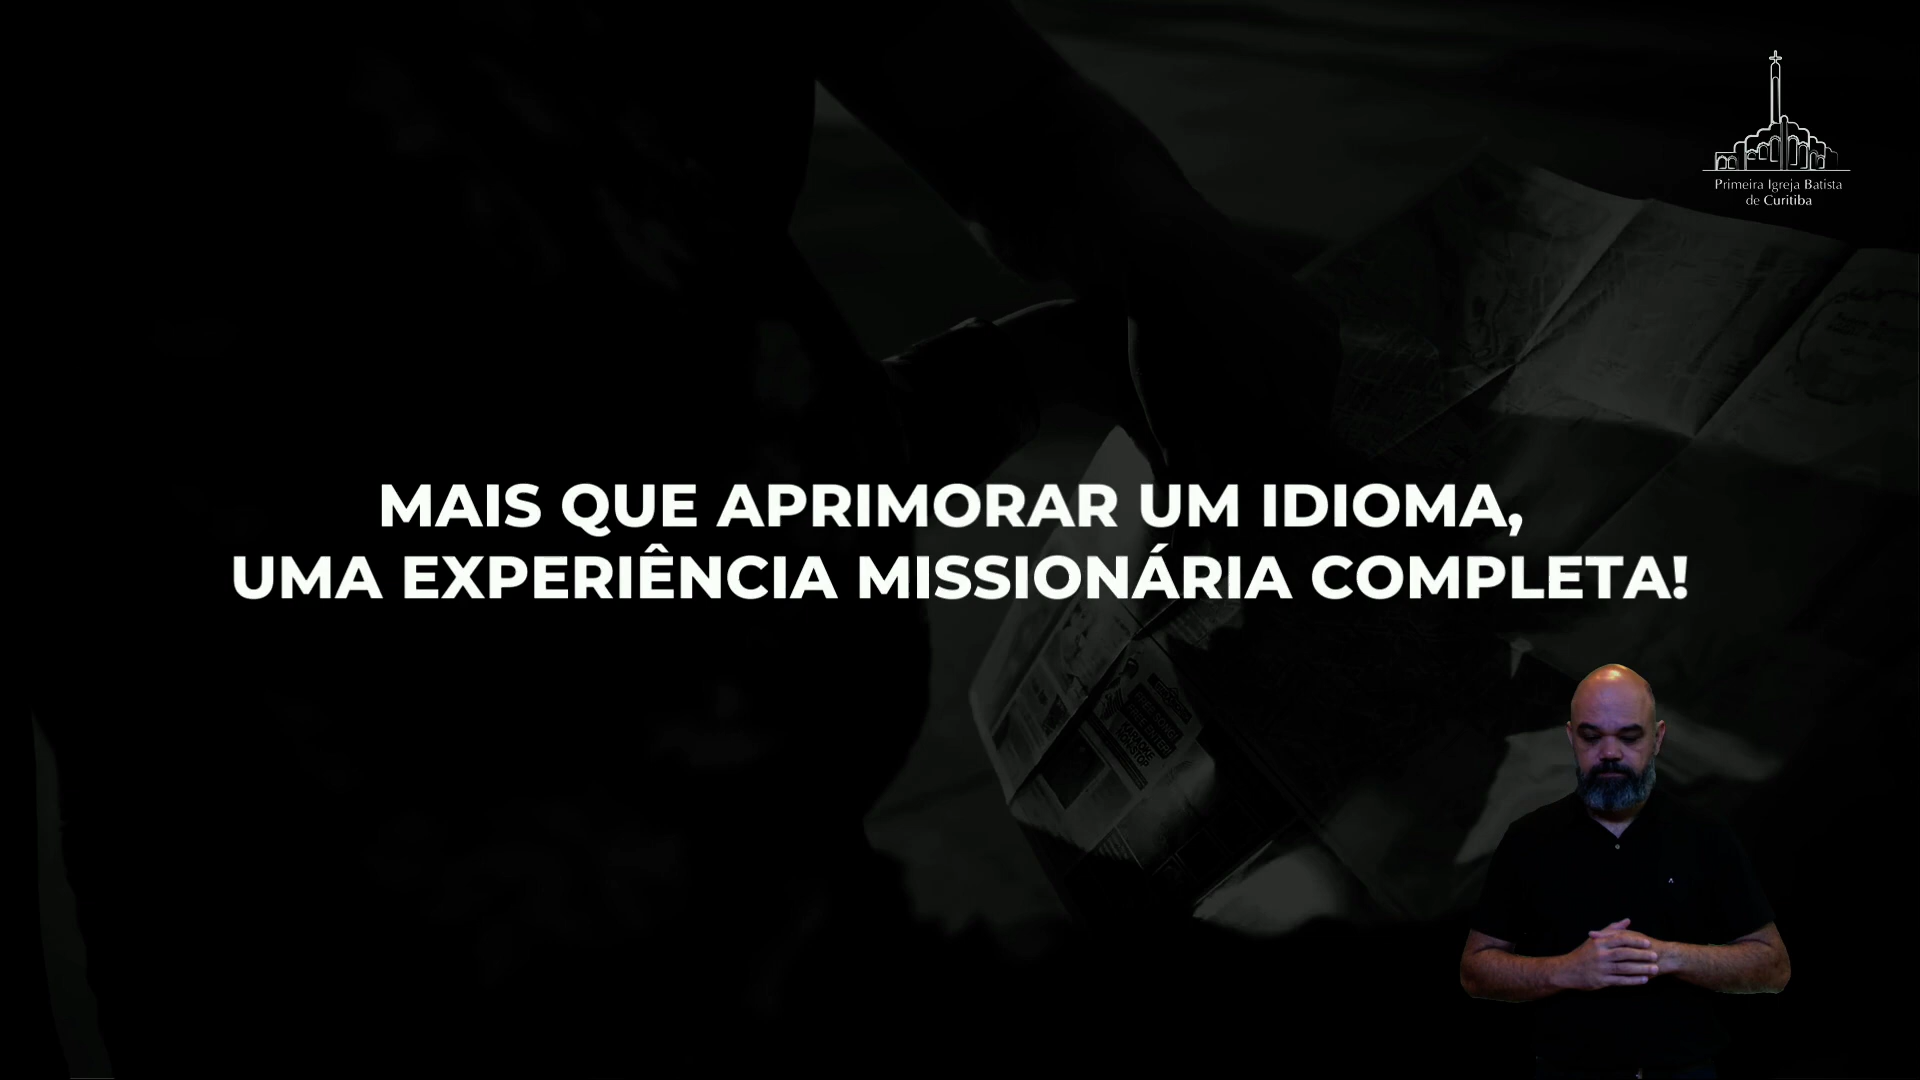 Primeira Igreja Batista
de Curitiba
MAIS QUE APRIMORAR UM IDIOMA,
UMA EXPERIÊNCIA MISSIONÁRIA COMPLETA!